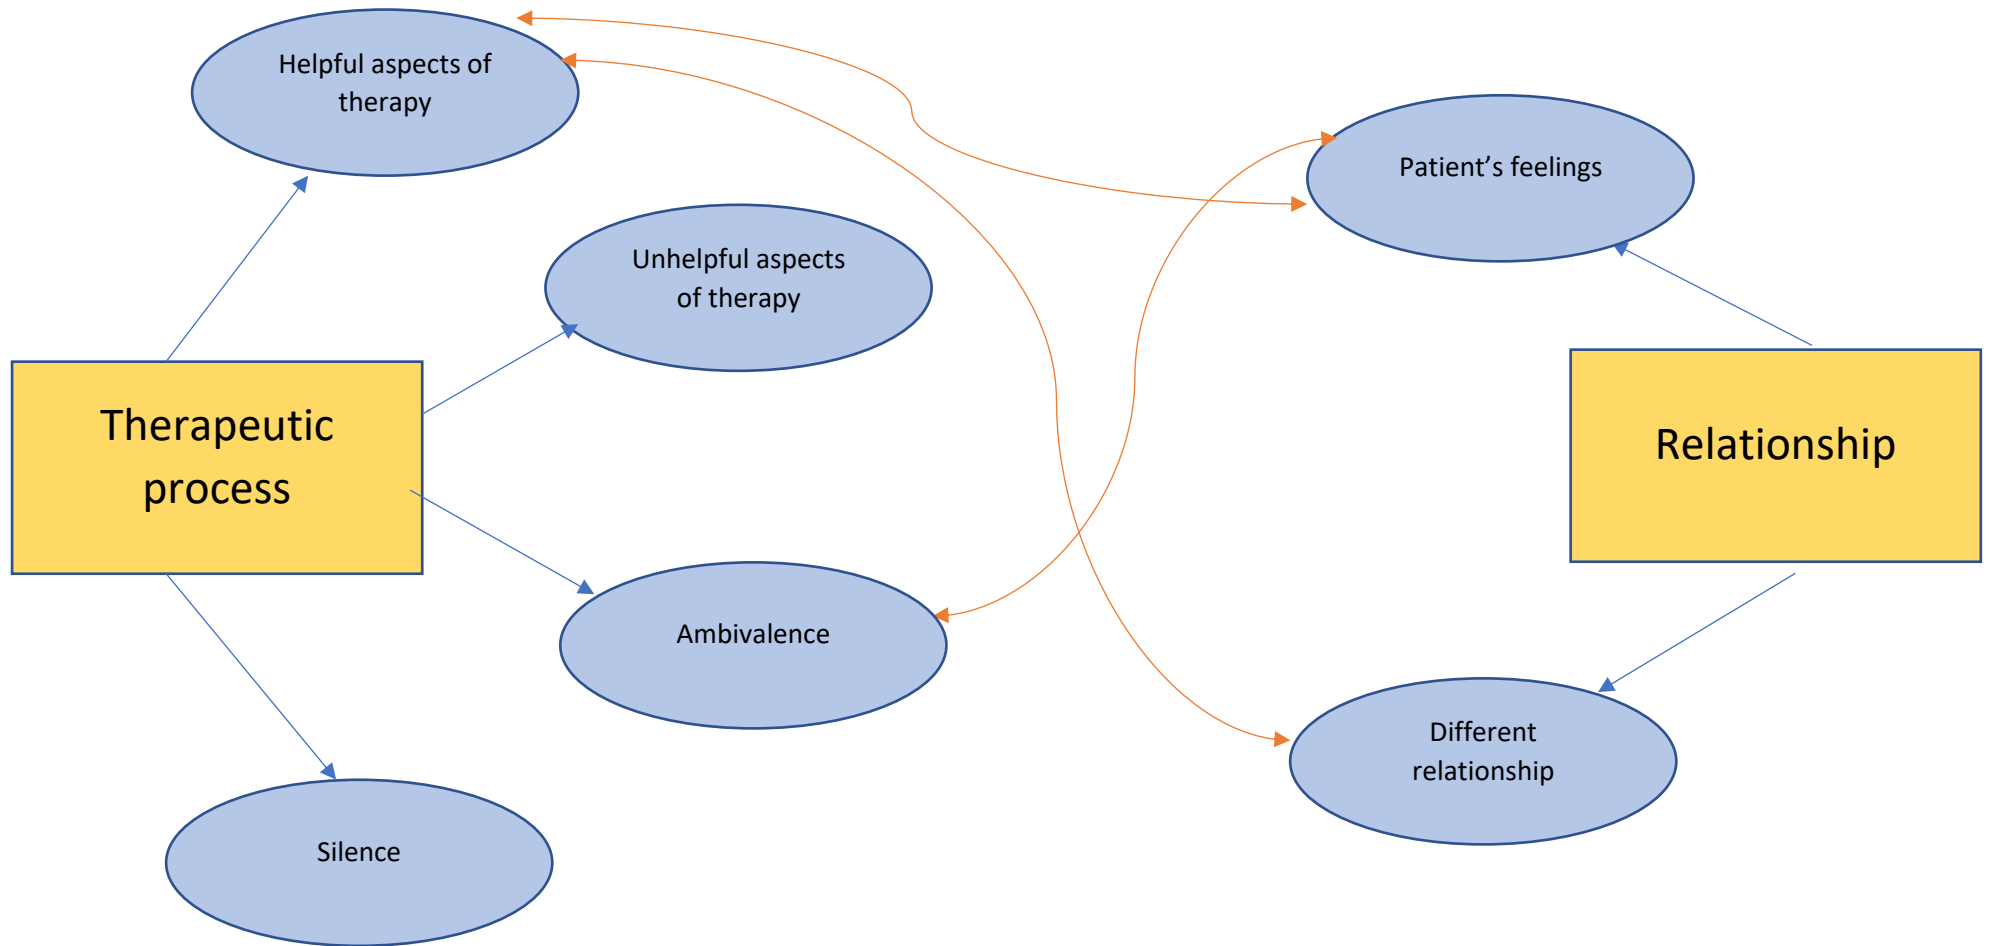 Helpful aspects of
therapy
Patient’s feelings
Unhelpful aspects
of therapy
Therapeutic
process
Relationship
Ambivalence
Different
relationship
Silence